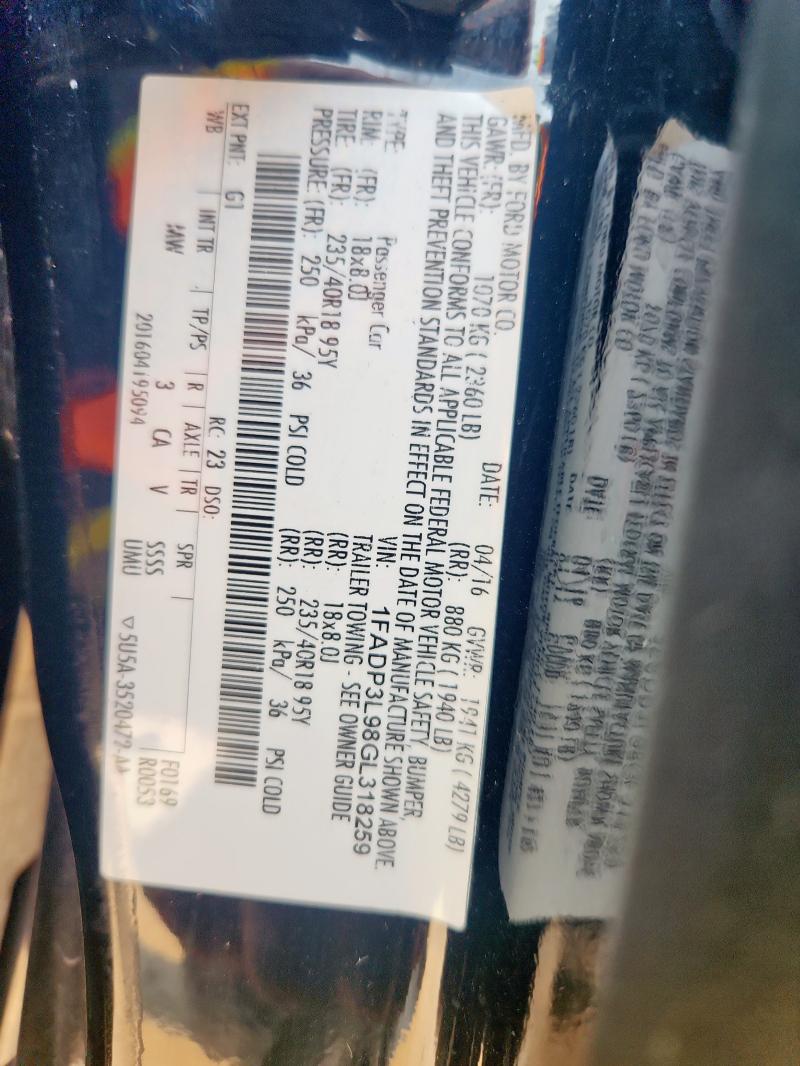 MFD. BY FORD MOTOR CO.
DATE: 04/16 GVWR: 1941 KG ( 4279 LB)
GAWR: (FR): 1070 KG ( 2360 LB) (RR): 880 KG ( 1940 LB)
THIS VEHICLE CONFORMS TO ALL APPLICABLE FEDERAL MOTOR VEHICLE SAFETY, BUMPER,
AND THEFT PREVENTION STANDARDS IN EFFECT ON THE DATE OF MANUFACTURE SHOWN ABOVE.
VIN: 1FADP3L98GL318259
TYPE: Passenger Car TRAILER TOWING - SEE OWNER GUIDE
RIM: (FR): 18x8.0J (RR): 18x8.0J
TIRE: (FR): 235/40R18 95Y (RR): 235/40R18 95Y
PRESSURE: (FR): 250 kPa/ 36 PSI COLD (RR): 250 kPa/ 36 PSI COLD
EXT PNT: G1 RC: 23 DSO: F0169
WB INT TR TP/PS R AXLE TR SPR R0053
MW 3 CA V SSSS
201604195094 UMU